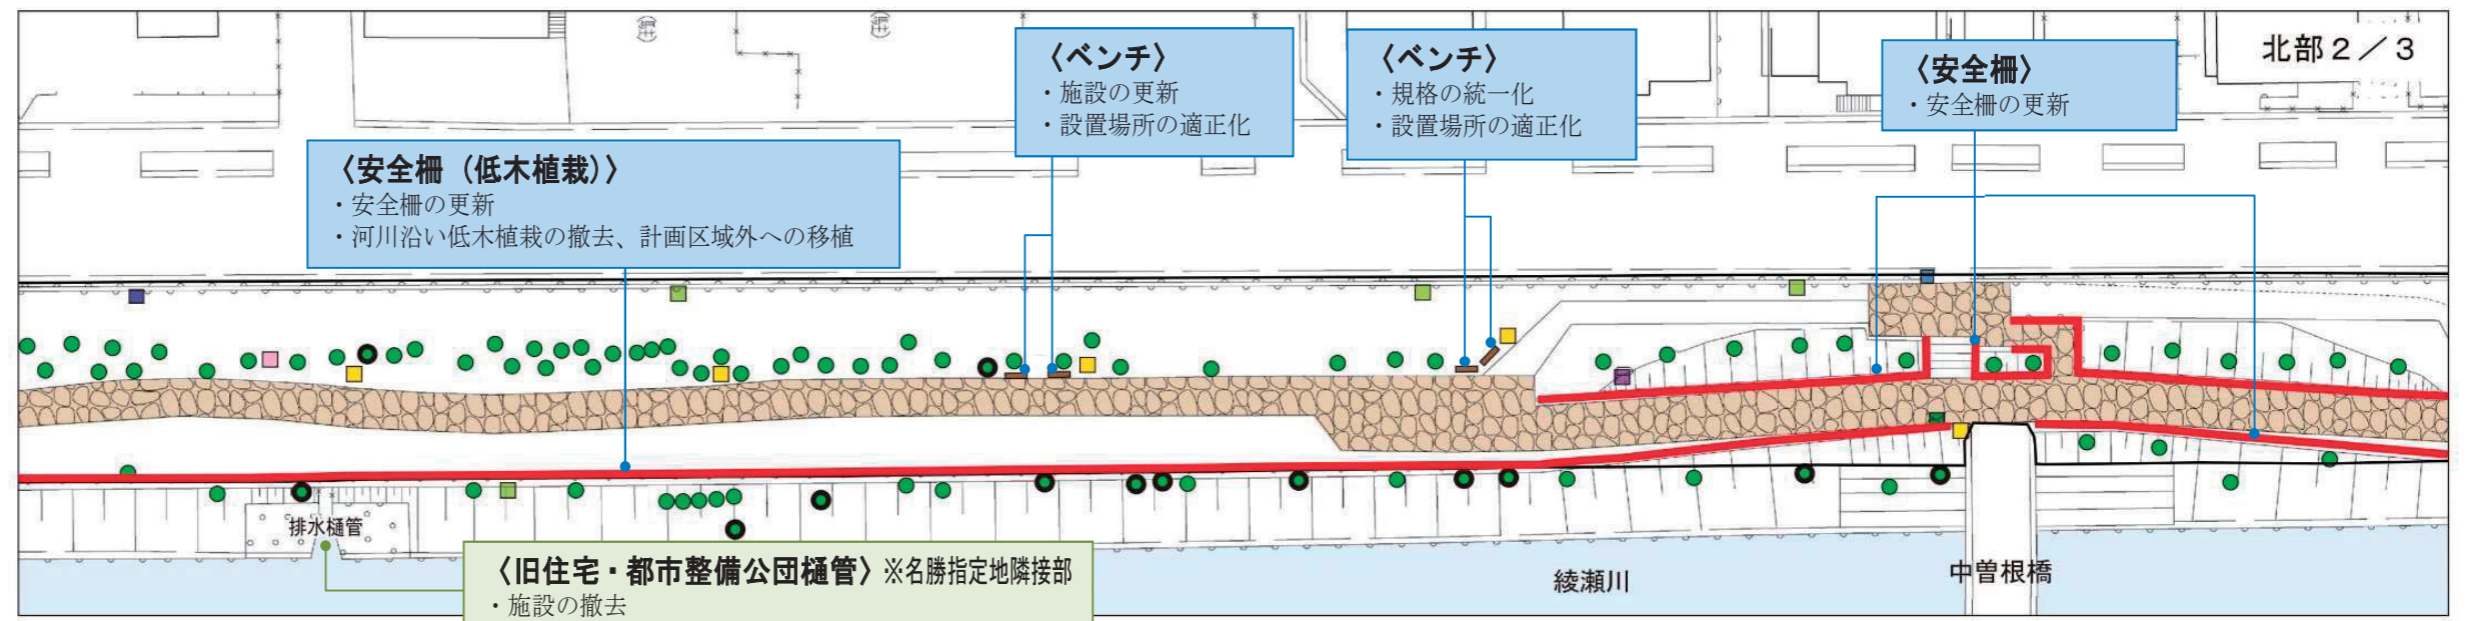 北部2／3
〈ベンチ〉
・施設の更新
・設置場所の適正化
〈ベンチ〉
・規格の統一化
・設置場所の適正化
〈安全柵〉
・安全柵の更新
〈安全柵（低木植栽）〉
・安全柵の更新
・河川沿い低木植栽の撤去、計画区域外への移植
排水樋管
〈旧住宅・都市整備公団樋管〉※名勝指定地隣接部
・施設の撤去
綾瀬川
中曽根橋